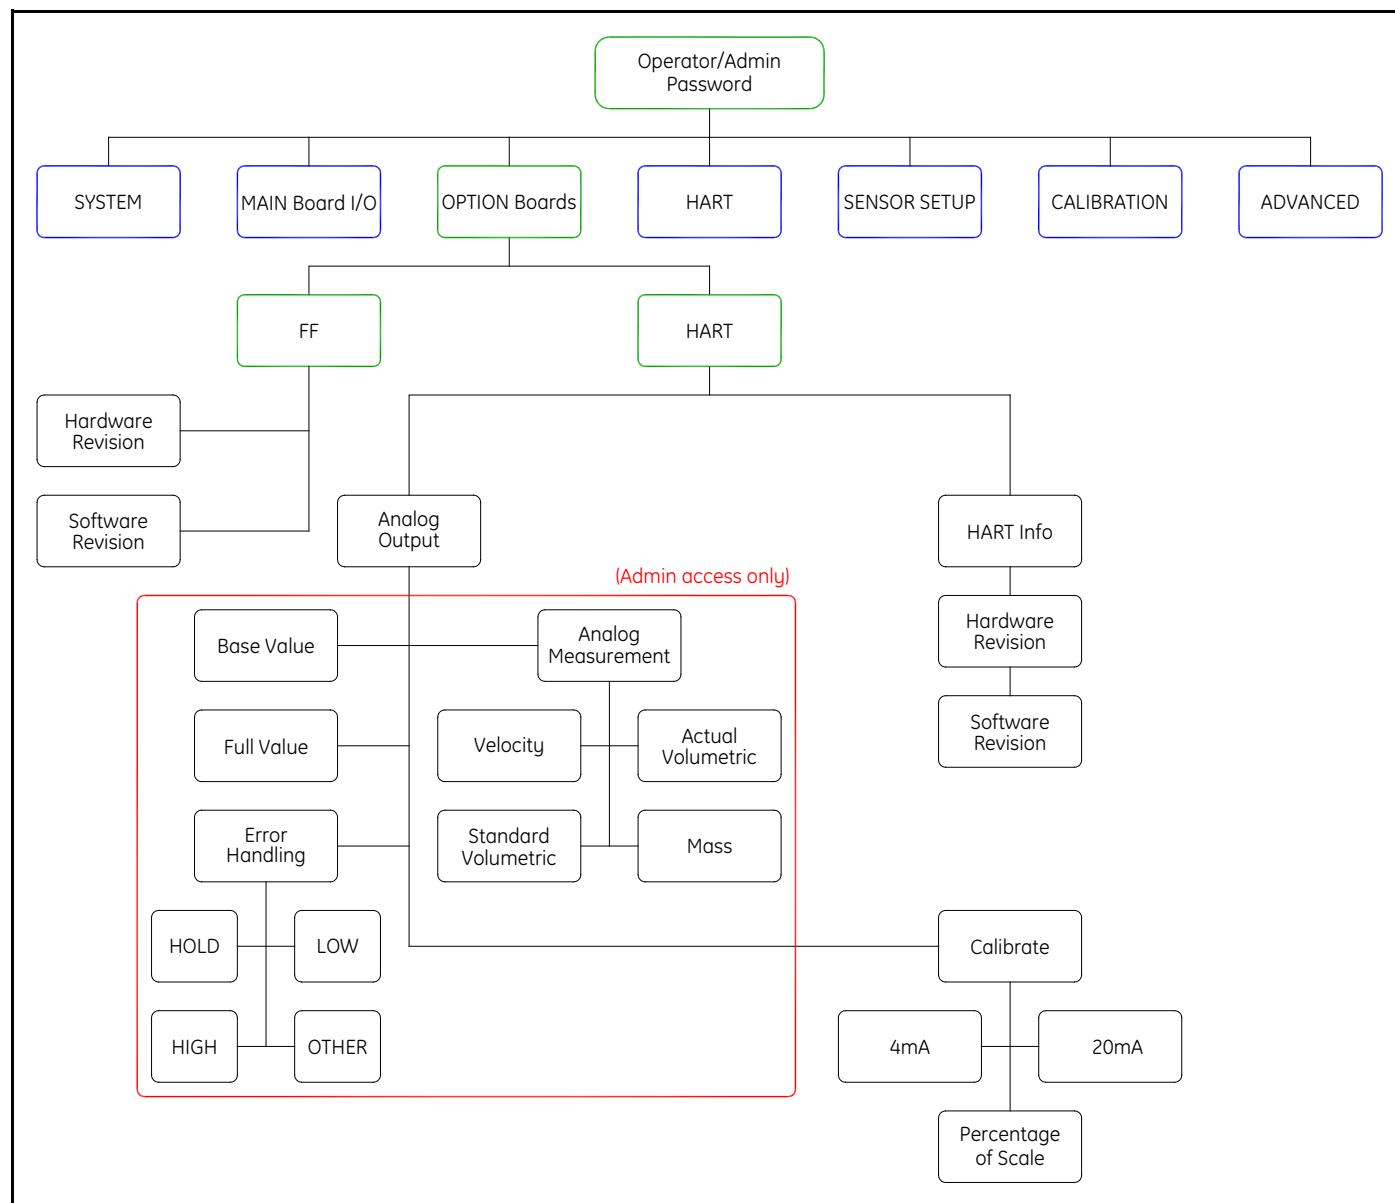 Operator/Admin
Password
SYSTEM
MAIN Board I/O
OPTION Boards
HART
SENSOR SETUP
CALIBRATION
ADVANCED
FF
HART
Hardware
Revision
Software
Revision
Analog
Output
HART Info
(Admin access only)
Base Value
Analog
Measurement
Hardware
Revision
Full Value
Velocity
Actual
Volumetric
Software
Revision
Error
Handling
Standard
Volumetric
Mass
HOLD
LOW
Calibrate
HIGH
OTHER
4mA
20mA
Percentage
of Scale